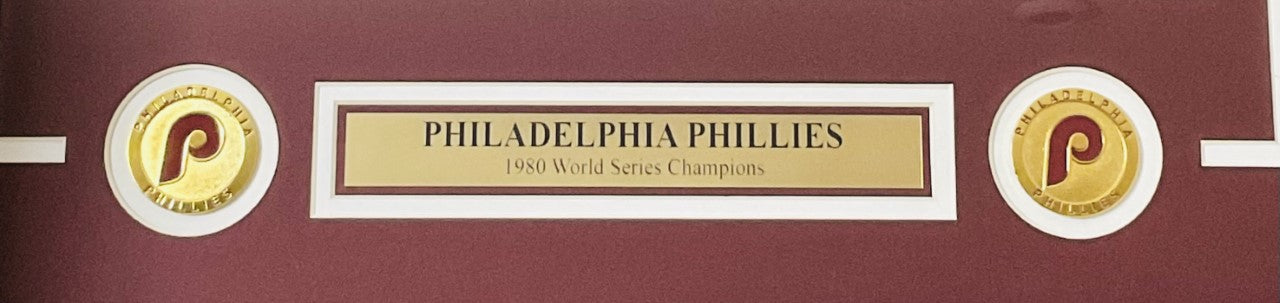 PHILADELPHIA
P
PHILLIES
PHILADELPHIA PHILLIES
1980 World Series Champions
PHILADELPHIA
P
PHILLIES